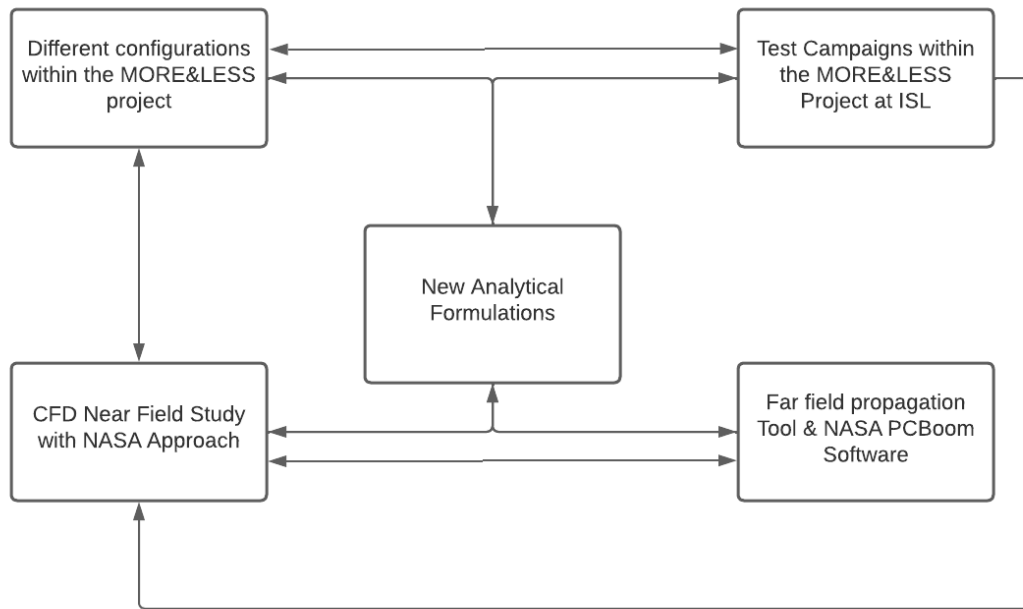 Different configurations
within the MORE&LESS
project
Test Campaigns within
the MORE&LESS
Project at ISL
New Analytical
Formulations
CFD Near Field Study
with NASA Approach
Far field propagation
Tool & NASA PCBoom
Software